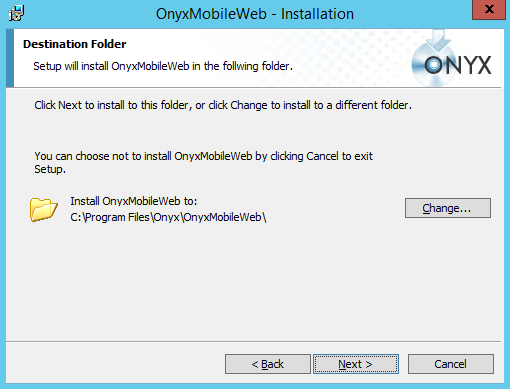 OnyxMobileWeb - Installation
x
Destination Folder
Setup will install OnyxMobileWeb in the follwing folder.
ONYX
Click Next to install to this folder, or click Change to install to a different folder.
You can choose not to install OnyxMobileWeb by clicking Cancel to exit
Setup.
Install OnyxMobileWeb to:
C:\Program Files\Onyx\OnyxMobileWeb\
Change...
< Back
Next >
Cancel